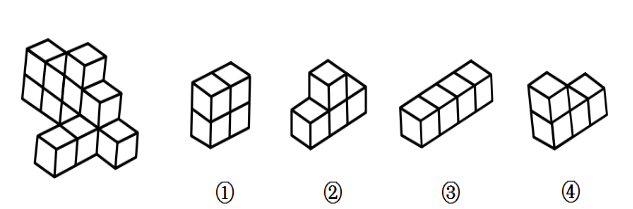 ① ② ③ ④